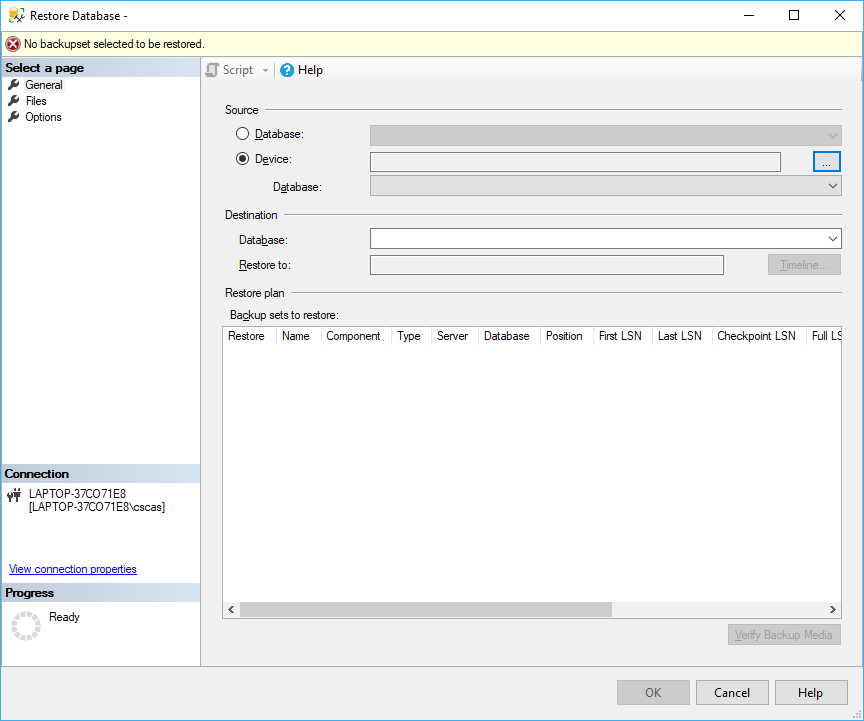 Restore Database -
No backupset selected to be restored.
Select a page
General
Files
Options
Script
Help
Source
Database:
Device:
...
Database:
Destination
Database:
Restore to:
Timeline...
Restore plan
Backup sets to restore:
Restore Name Component Type Server Database Position First LSN Last LSN Checkpoint LSN Full LS
Connection
LAPTOP-37CO71E8
[LAPTOP-37CO71E8\cscas]
View connection properties
Progress
Ready
Verify Backup Media
OK Cancel Help